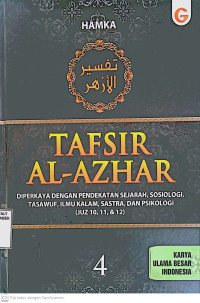 G
HAMKA
تفسير
الأزهر
TAFSIR
AL-AZHAR
DIPERKAYA DENGAN PENDEKATAN SEJARAH, SOSIOLOGI,
TASAWUF, ILMU KALAM, SASTRA, DAN PSIKOLOGI
(JUZ 10, 11, & 12)
KARYA
ULAMA BESAR
INDONESIA
4